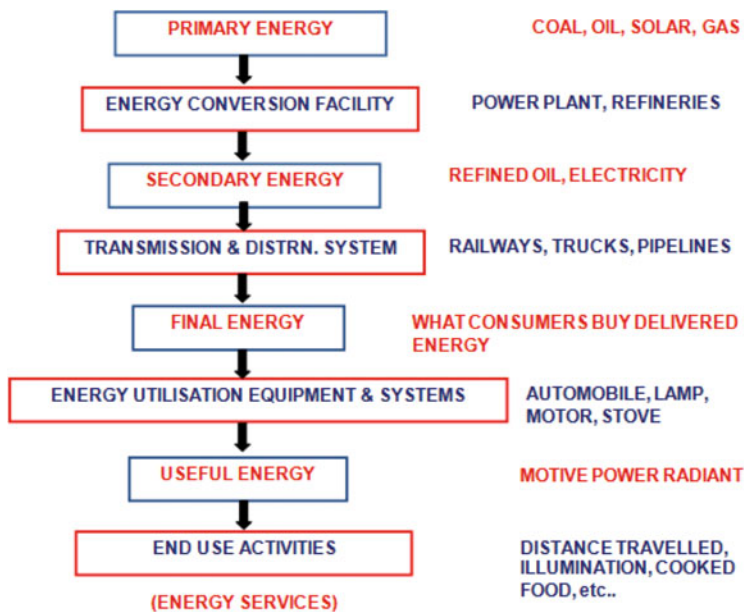 PRIMARY ENERGY
COAL, OIL, SOLAR, GAS
ENERGY CONVERSION FACILITY
POWER PLANT, REFINERIES
SECONDARY ENERGY
REFINED OIL, ELECTRICITY
TRANSMISSION & DISTRN. SYSTEM
RAILWAYS, TRUCKS, PIPELINES
FINAL ENERGY
WHAT CONSUMERS BUY DELIVERED
ENERGY
ENERGY UTILISATION EQUIPMENT & SYSTEMS
AUTOMOBILE, LAMP,
MOTOR, STOVE
USEFUL ENERGY
MOTIVE POWER RADIANT
END USE ACTIVITIES
DISTANCE TRAVELLED,
ILLUMINATION, COOKED
FOOD, etc..
(ENERGY SERVICES)